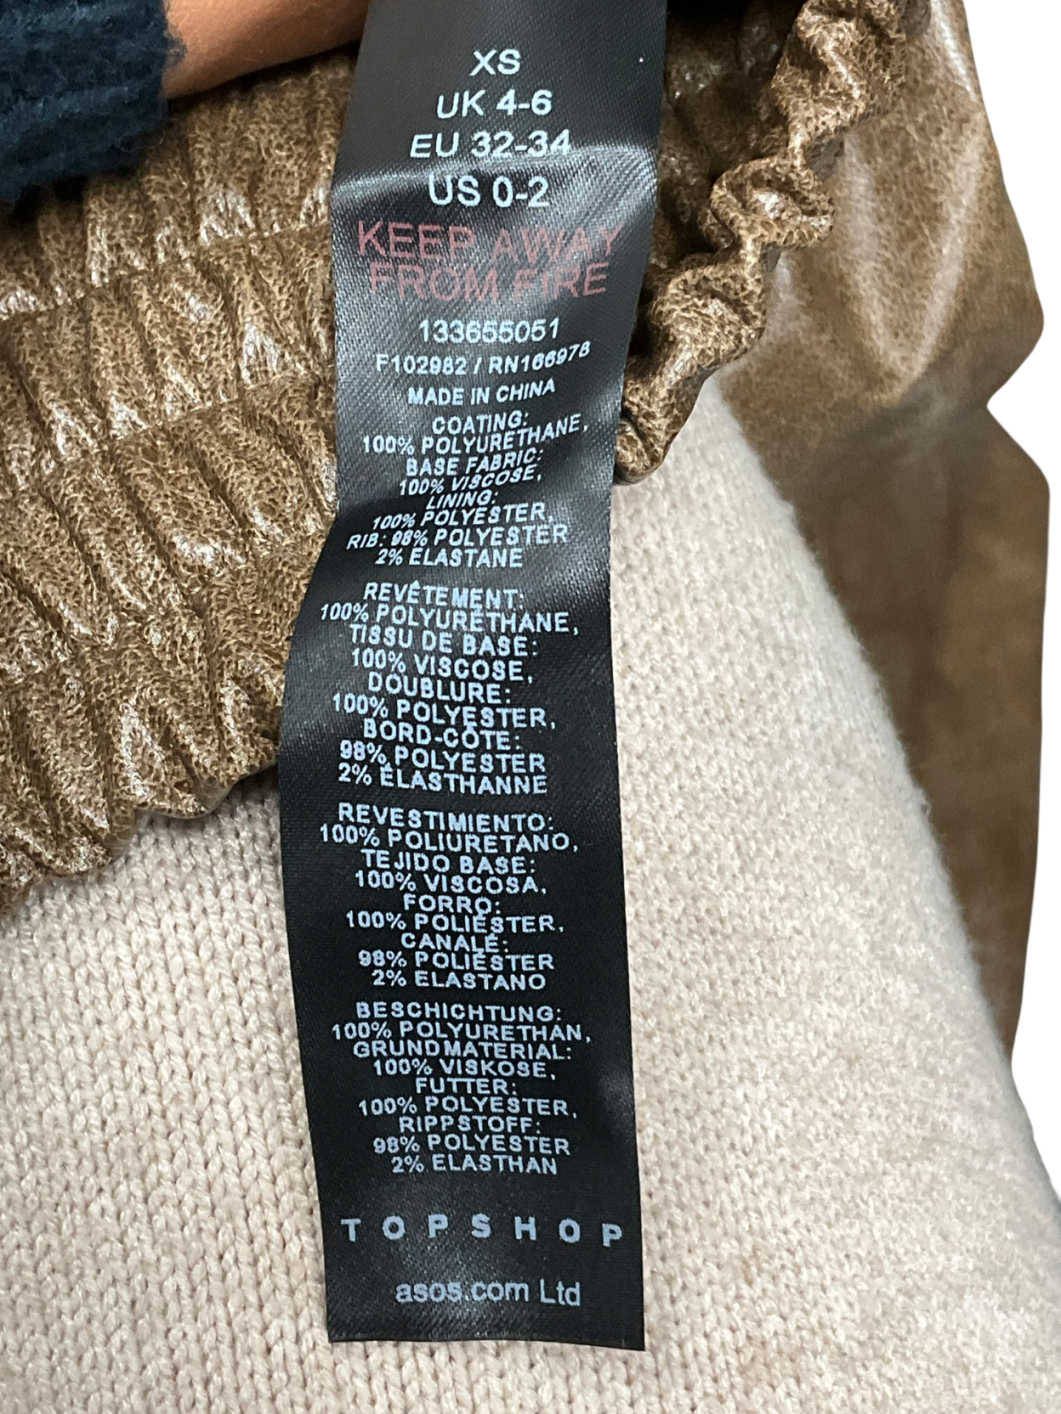 XS
UK 4-6
EU 32-34
US 0-2
KEEP AWAY
FROM FIRE
133655051
F102982 / RN166978
MADE IN CHINA
COATING:
100% POLYURETHANE,
BASE FABRIC:
100% VISCOSE,
LINING:
100% POLYESTER,
RIB: 98% POLYESTER
2% ELASTANE
REVÊTEMENT:
100% POLYURÉTHANE,
TISSU DE BASE:
100% VISCOSE,
DOUBLURE:
100% POLYESTER,
BORD-CÔTE:
98% POLYESTER
2% ÉLASTHANNE
REVESTIMIENTO:
100% POLIURETANO,
TEJIDO BASE:
100% VISCOSA,
FORRO:
100% POLIÉSTER,
CANALÉ:
98% POLIÉSTER
2% ELASTANO
BESCHICHTUNG:
100% POLYURETHAN,
GRUNDMATERIAL:
100% VISKOSE,
FUTTER:
100% POLYESTER,
RIPPSTOFF:
98% POLYESTER
2% ELASTHAN
TOPSHOP
asos.com Ltd